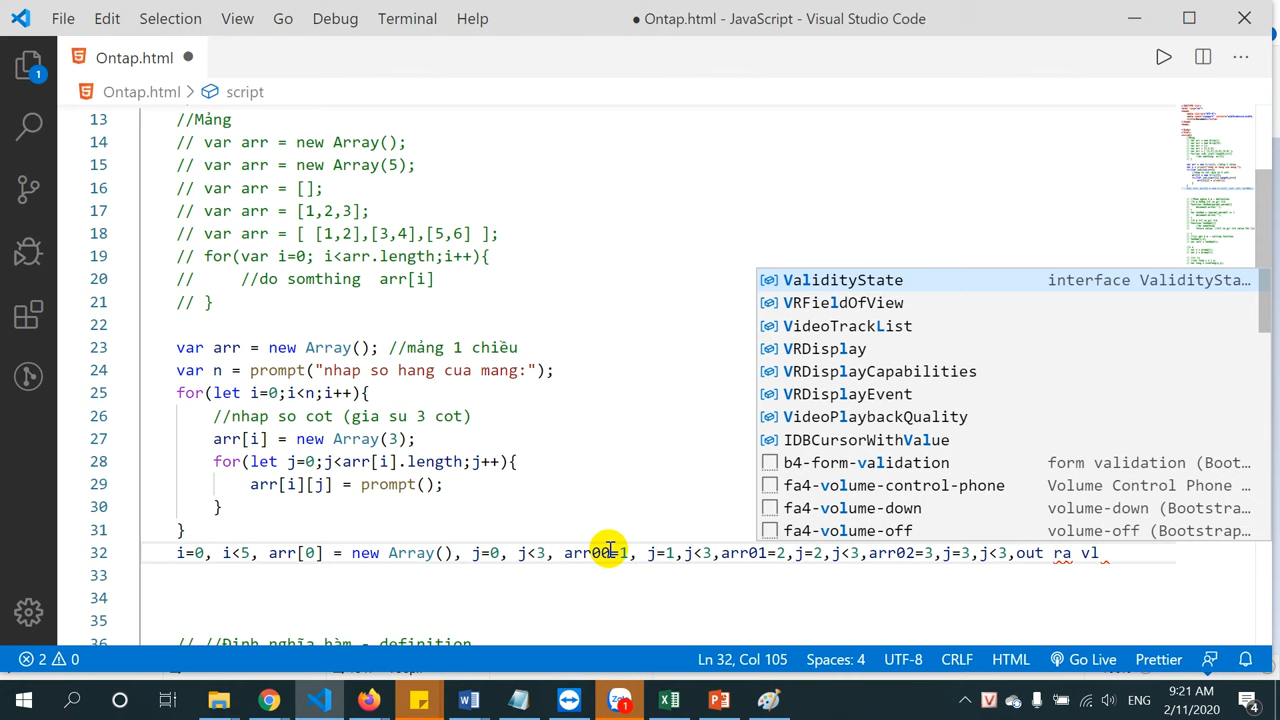 File Edit Selection View Go Debug Terminal Help
● Ontap.html - JavaScript - Visual Studio Code
Ontap.html ●
Ontap.html > script
13 //Mảng
14 // var arr = new Array();
15 // var arr = new Array(5);
16 // var arr = [];
17 // var arr = [1,2,3];
18 // var arr = [ [1,2],[3,4],[5,6] ];
19 // for(var i=0; i<arr.length;i++){
20 //     //do somthing  arr[i]
21 // }
22
23 var arr = new Array(); //mảng 1 chiều
24 var n = prompt("nhap so hang cua mang:");
25 for(let i=0;i<n;i++){
26 //nhap so cot (gia su 3 cot)
27 arr[i] = new Array(3);
28 for(let j=0;j<arr[i].length;j++){
29 arr[i][j] = prompt();
30 }
31 }
32 i=0, i<5, arr[0] = new Array(), j=0, j<3, arr00=1, j=1,j<3,arr01=2,j=2,j<3,arr02=3,j=3,j<3,out ra vl
33
34
35
36 // //Định nghĩa hàm - definition
ValidityState interface ValiditySta...
VRFieldOfView
VideoTrackList
VRDisplay
VRDisplayCapabilities
VRDisplayEvent
VideoPlaybackQuality
IDBCursorWithValue
b4-form-validation form validation (Boot...
fa4-volume-control-phone Volume Control Phone ...
fa4-volume-down volume-down (Bootstra...
fa4-volume-off volume-off (Bootstrap...
1
2 0
Ln 32, Col 105 Spaces: 4 UTF-8 CRLF HTML Go Live Prettier
ENG
9:21 AM
2/11/2020
4